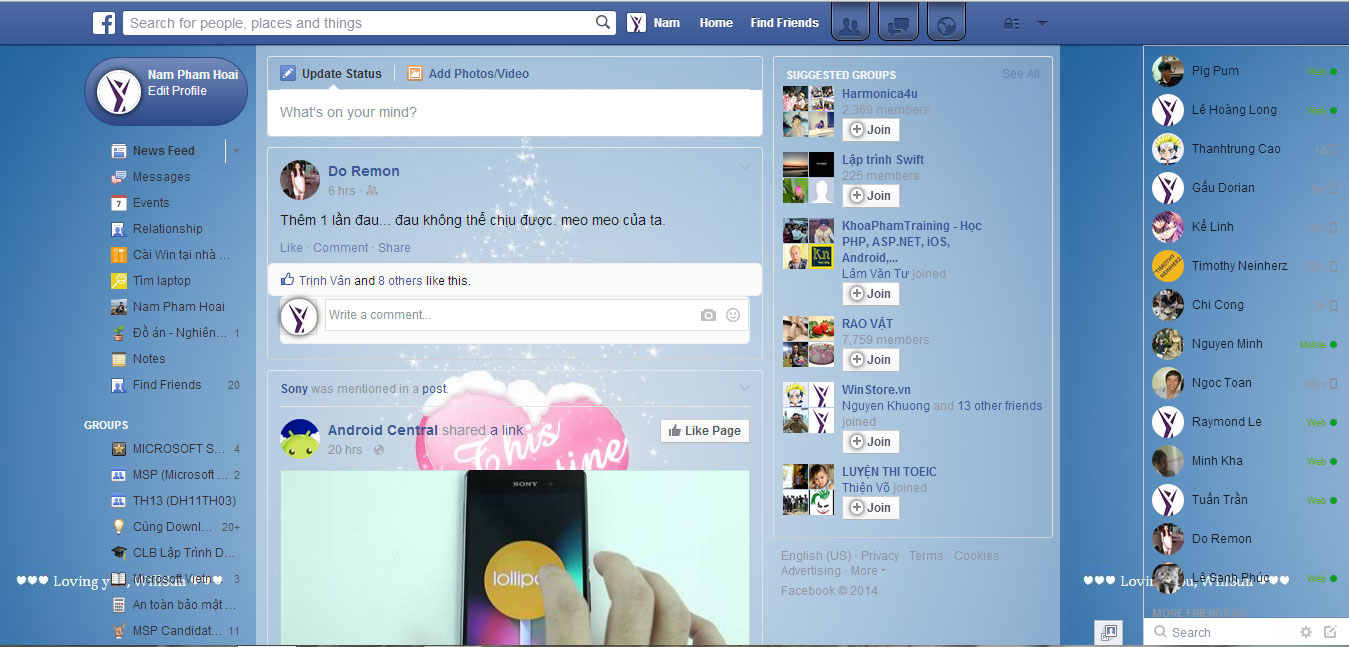 f
Search for people, places and things
Nam
Home
Find Friends
Nam Pham Hoai
Edit Profile
News Feed
Messages
7 Events
Relationship
Cài Win tại nhà ...
Tìm laptop
Nam Pham Hoai
Đồ án - Nghiên... 1
Notes
Find Friends 20
GROUPS
MICROSOFT S... 4
MSP (Microsoft ... 2
TH13 (DH11TH03)
Cùng Downl... 20+
CLB Lập Trình D...
Microsoft Vietn... 3
♥♥♥ Loving you, Winsun ♥♥♥
An toàn bảo mật ...
MSP Candidat... 11
Update Status
Add Photos/Video
What's on your mind?
Do Remon
6 hrs ·
Thêm 1 lần đau... đau không thể chịu được. meo meo của ta.
Like · Comment · Share
Trịnh Vân and 8 others like this.
Write a comment...
Sony was mentioned in a post.
Android Central shared a link.
20 hrs ·
Like Page
This
SONY
lollipo
SUGGESTED GROUPS
See All
Harmonica4u
2,369 members
Join
Lập trình Swift
225 members
Join
KhoaPhamTraining - Học
PHP, ASP.NET, iOS,
Android,...
Lâm Văn Tư joined
Kn
Join
RAO VẶT
7,759 members
Join
WinStore.vn
Nguyen Khuong and 13 other friends
joined
Join
LUYỆN THI TOEIC
Thiện Võ joined
Join
English (US) · Privacy · Terms · Cookies ·
Advertising · More
Facebook © 2014
Pig Pum Web
Lê Hoàng Long Web
Thanhtrung Cao 1d
Gấu Dorian
Kế Linh
TIMOTHY NEINHERZ
Timothy Neinherz
Chi Cong 3h
Nguyen Minh Mobile
Ngoc Toan 46m
Raymond Le Web
Minh Kha Web
Tuấn Trần Web
Do Remon
Lê Sanh Phúc Web
♥♥♥ Loving you, Winsun ♥♥♥
MORE FRIENDS (6)
Search